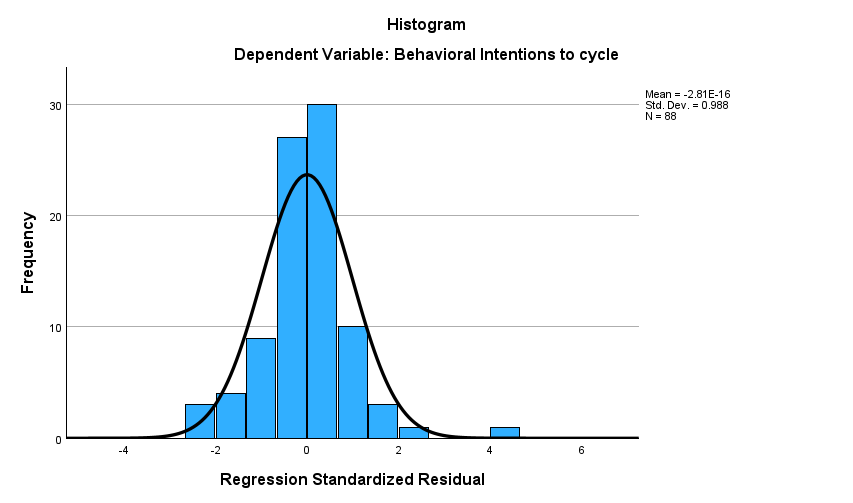 Histogram
Dependent Variable: Behavioral Intentions to cycle
Mean = -2.81E-16
Std. Dev. = 0.988
N = 88
Frequency
30
20
10
0
-4 -2 0 2 4 6
Regression Standardized Residual